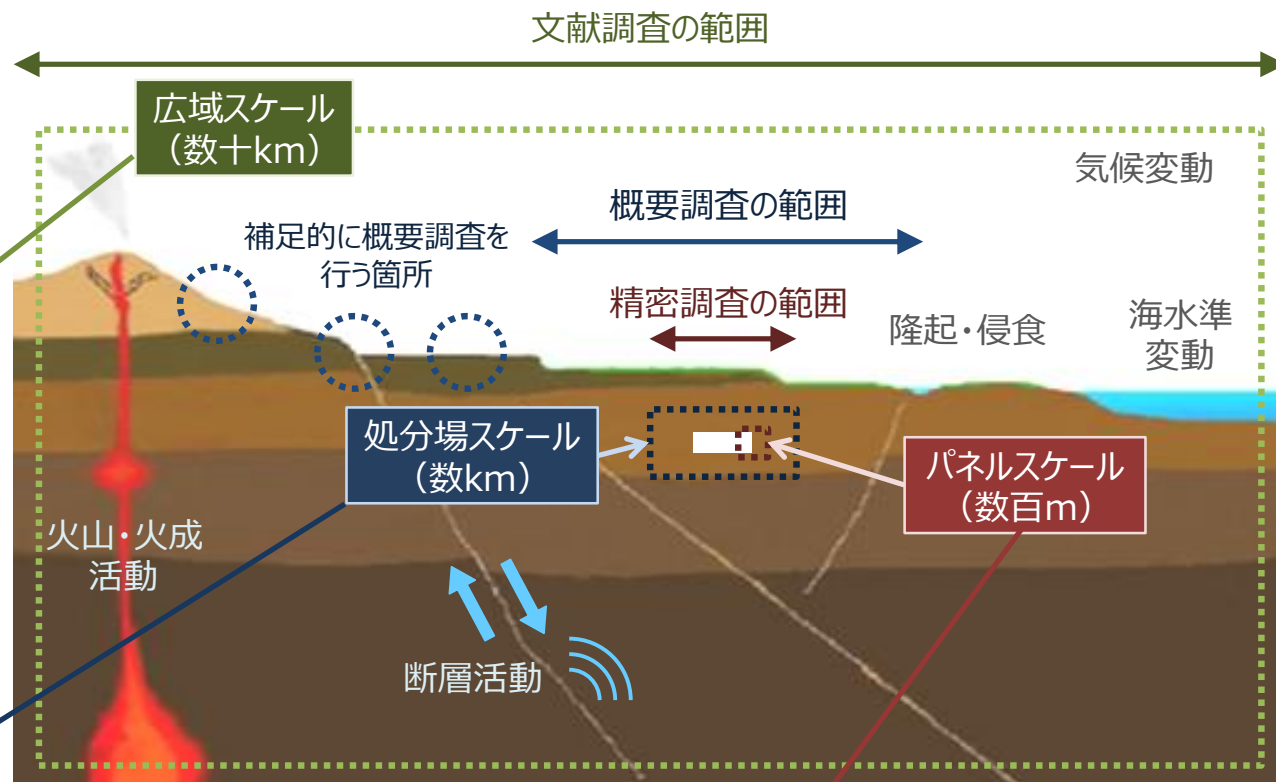 文献調査の範囲
広域スケール
（数十km）
気候変動
概要調査の範囲
補足的に概要調査を
行う箇所
精密調査の範囲
隆起・侵食
海水準
変動
処分場スケール
（数km）
パネルスケール
（数百m）
火山・火成
活動
断層活動